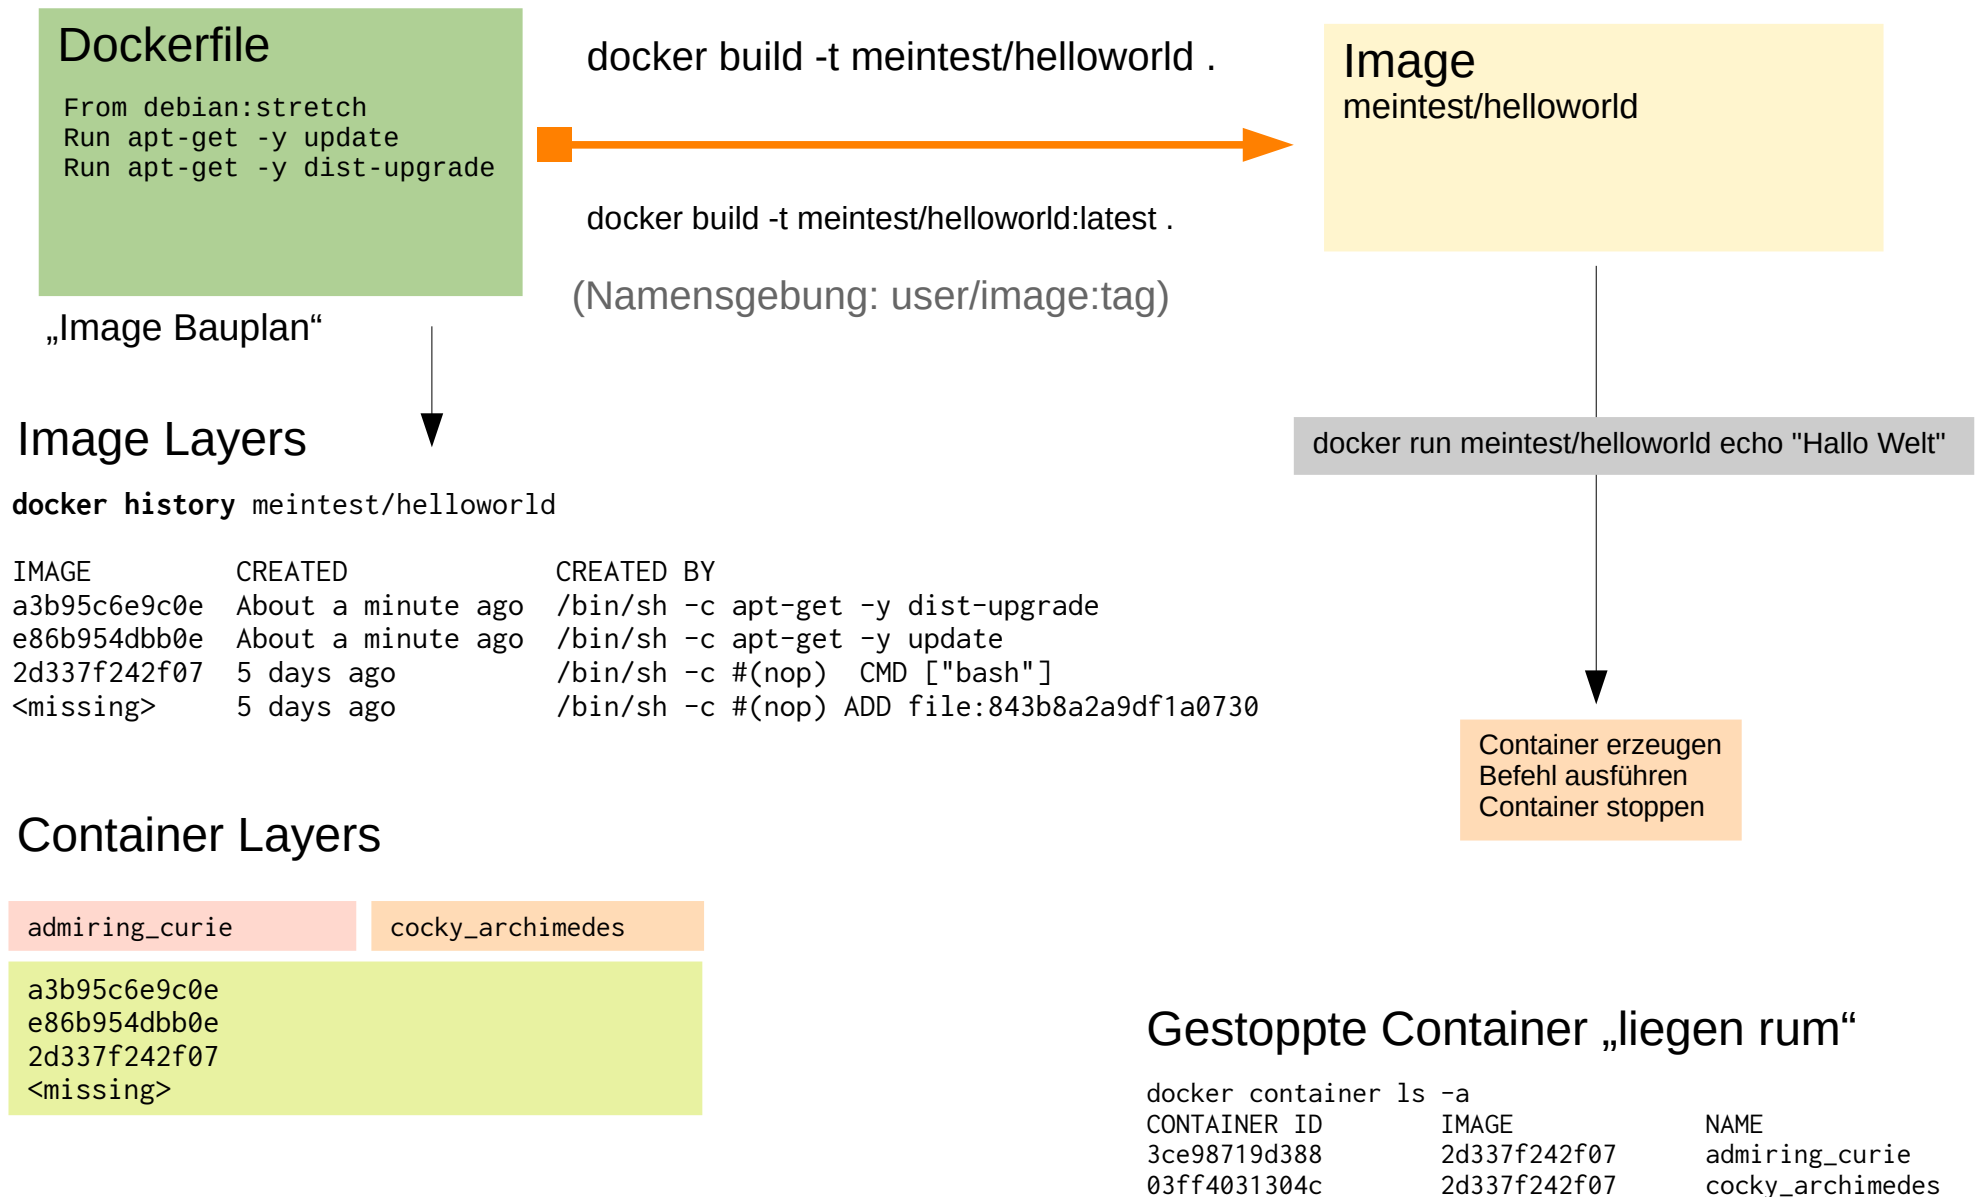 Dockerfile
From debian:stretch
Run apt-get -y update
Run apt-get -y dist-upgrade
„Image Bauplan“
docker build -t meintest/helloworld .
docker build -t meintest/helloworld:latest .
(Namensgebung: user/image:tag)
Image
meintest/helloworld
docker run meintest/helloworld echo "Hallo Welt"
Container erzeugen
Befehl ausführen
Container stoppen
Image Layers
docker history meintest/helloworld
IMAGE CREATED CREATED BY
a3b95c6e9c0e About a minute ago /bin/sh -c apt-get -y dist-upgrade
e86b954dbb0e About a minute ago /bin/sh -c apt-get -y update
2d337f242f07 5 days ago /bin/sh -c #(nop) CMD ["bash"]
<missing> 5 days ago /bin/sh -c #(nop) ADD file:843b8a2a9df1a0730
Container Layers
admiring_curie cocky_archimedes
a3b95c6e9c0e
e86b954dbb0e
2d337f242f07
<missing>
Gestoppte Container „liegen rum“
docker container ls -a
CONTAINER ID IMAGE NAME
3ce98719d388 2d337f242f07 admiring_curie
03ff4031304c 2d337f242f07 cocky_archimedes